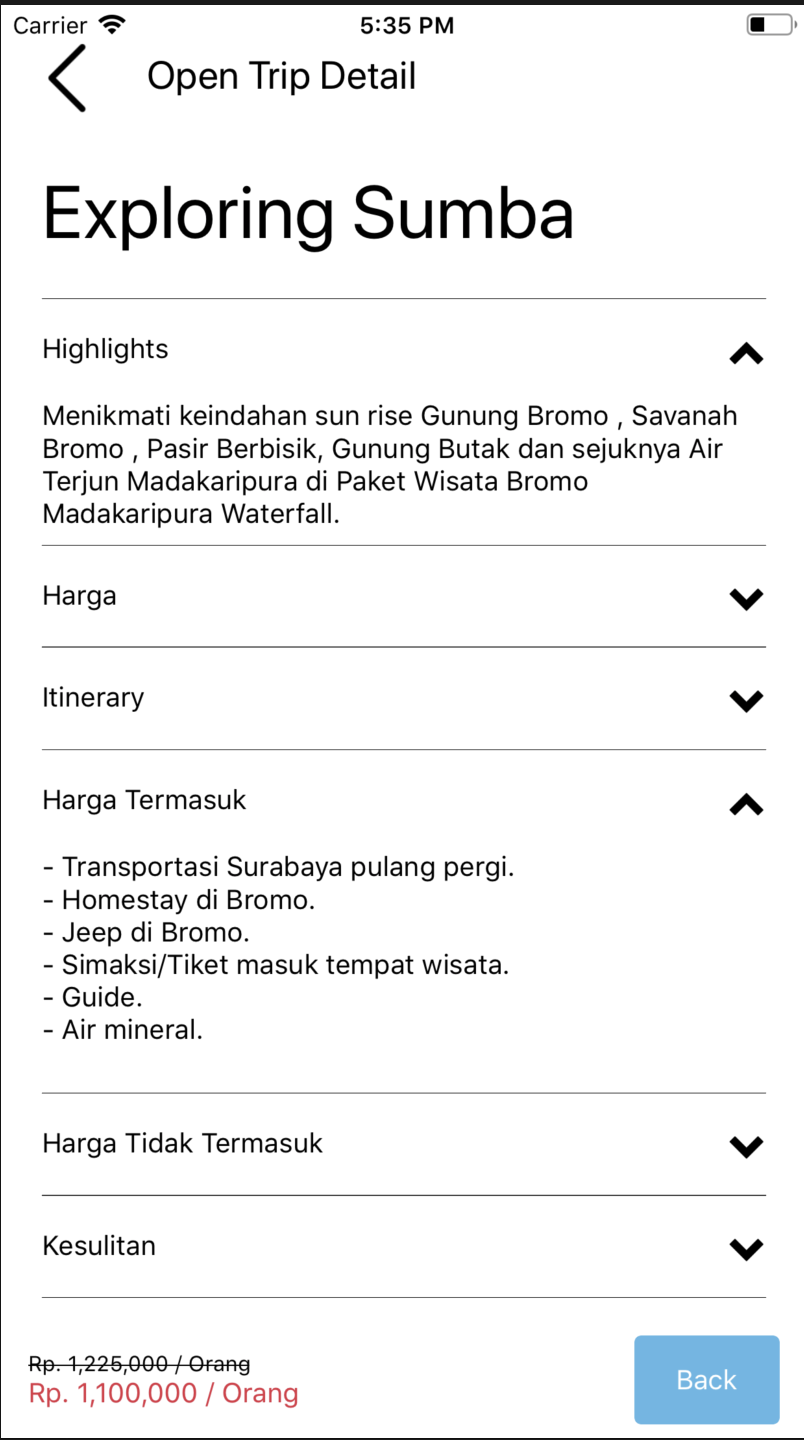 Carrier
5:35 PM
Open Trip Detail
Exploring Sumba
Highlights
Menikmati keindahan sun rise Gunung Bromo , Savanah
Bromo , Pasir Berbisik, Gunung Butak dan sejuknya Air
Terjun Madakaripura di Paket Wisata Bromo
Madakaripura Waterfall.
Harga
Itinerary
Harga Termasuk
- Transportasi Surabaya pulang pergi.
- Homestay di Bromo.
- Jeep di Bromo.
- Simaksi/Tiket masuk tempat wisata.
- Guide.
- Air mineral.
Harga Tidak Termasuk
Kesulitan
Rp. 1,225,000 / Orang
Rp. 1,100,000 / Orang
Back